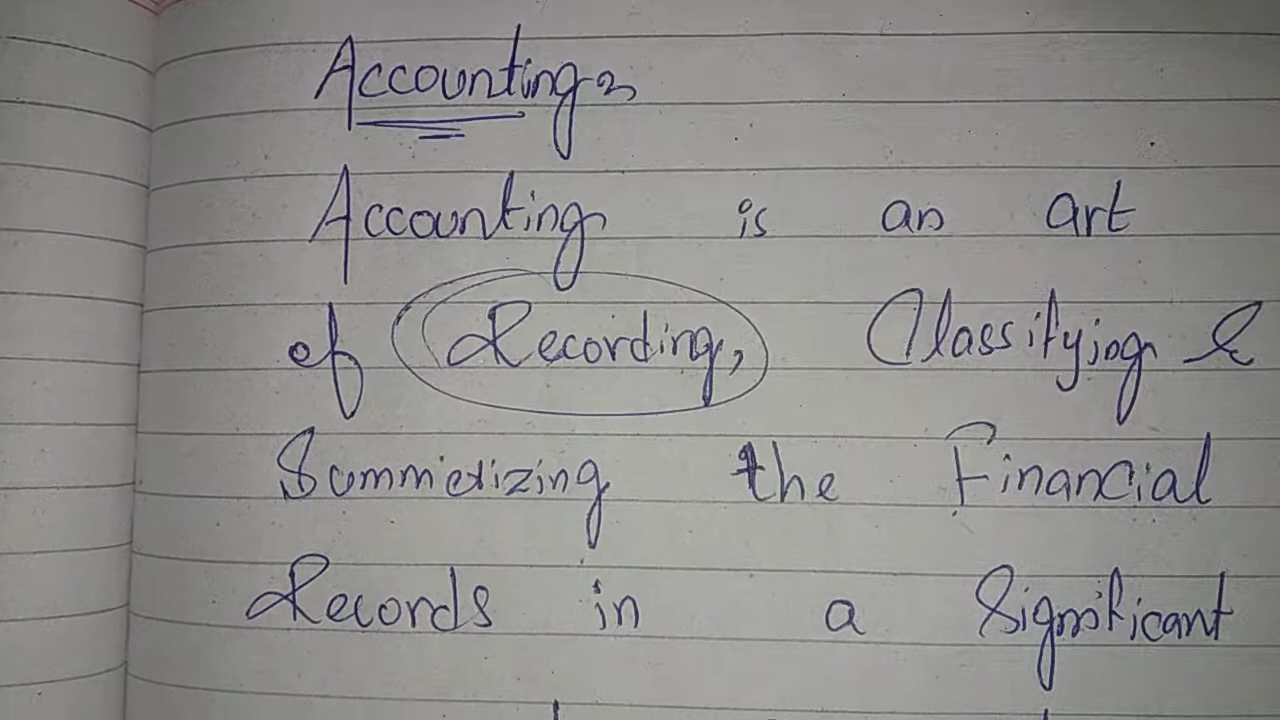 Accounting
Accounting is an art
of Recording, Classifying &
Summerizing the Financial
Records in a Significant